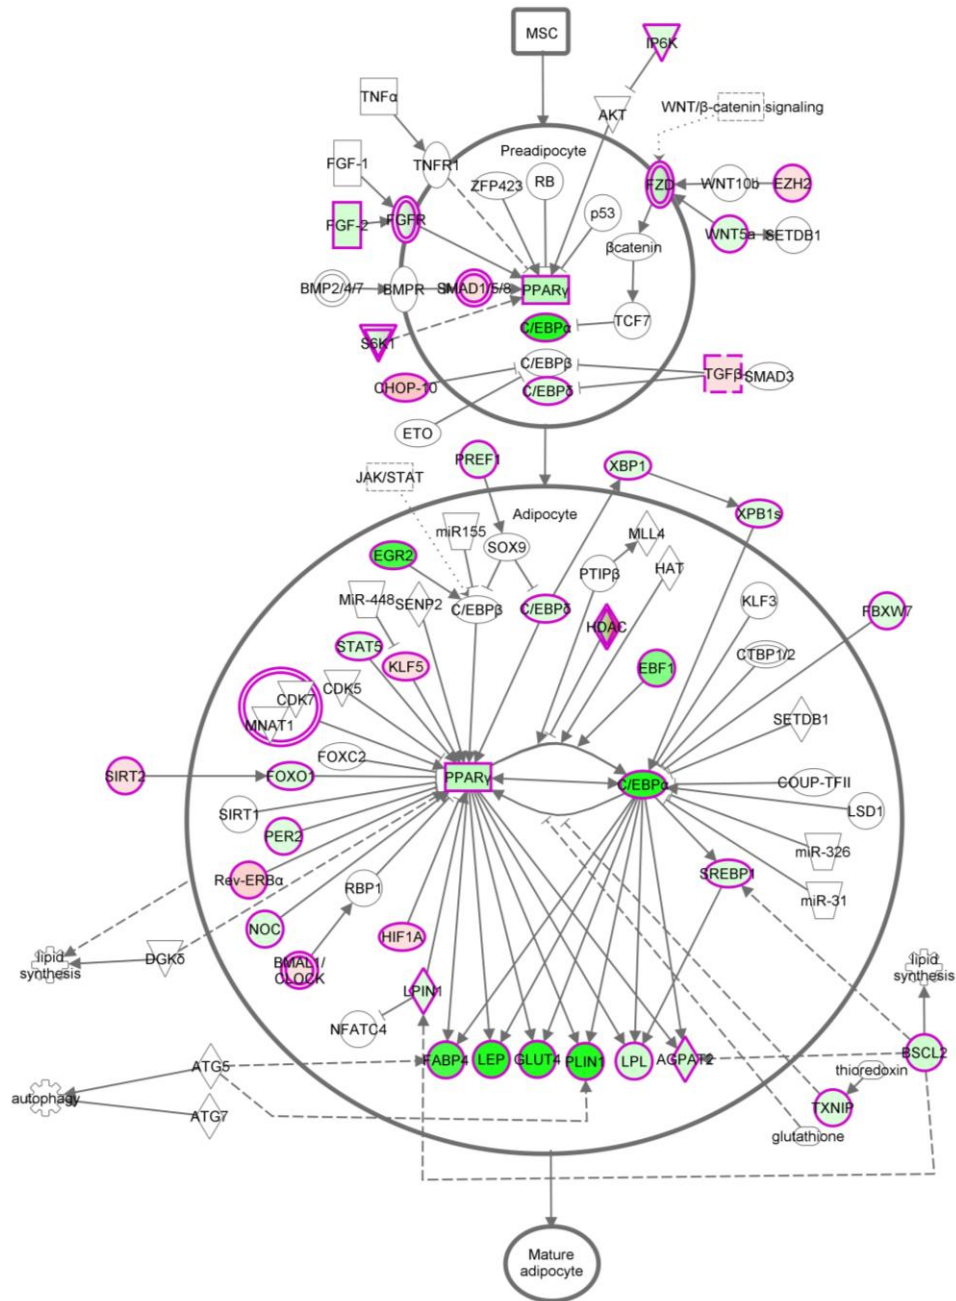 MSC
IP6K
TNFα
AKT
WNT/β-catenin signaling
Preadipocyte
FGF-1
TNFR1
ZFP423
RB
FZD
WNT10b
EZH2
p53
FGF-2
FGFR
WNT5a
SETDB1
βcatenin
BMP2/4/7
BMPR
SMAD1/5/8
PPARγ
TCF7
C/EBPα
S6K1
C/EBPβ
TGFβ
SMAD3
CHOP-10
C/EBPδ
ETO
PREF1
XBP1
JAK/STAT
Adipocyte
XPB1s
miR155
MLL4
SOX9
EGR2
PTIPβ
HAT
MiR-448
SENP2
C/EBPβ
C/EBPδ
KLF3
FBXW7
HDAC
STAT5
KLF5
EBF1
CTBP1/2
CDK7
CDK5
MNAT1
SETDB1
FOXC2
SIRT2
FOXO1
PPARγ
C/EBPα
COUP-TFII
SIRT1
LSD1
PER2
miR-326
Rev-ERBα
RBP1
SREBP1
miR-31
NOC
HIF1A
lipid
synthesis
DGKδ
BMAL1/
CLOCK
LPIN1
lipid
synthesis
NFATC4
FABP4
LEP
GLUT4
PLIN1
LPL
AGPAT2
BSCL2
ATG5
thioredoxin
autophagy
ATG7
TXNIP
glutathione
Mature
adipocyte